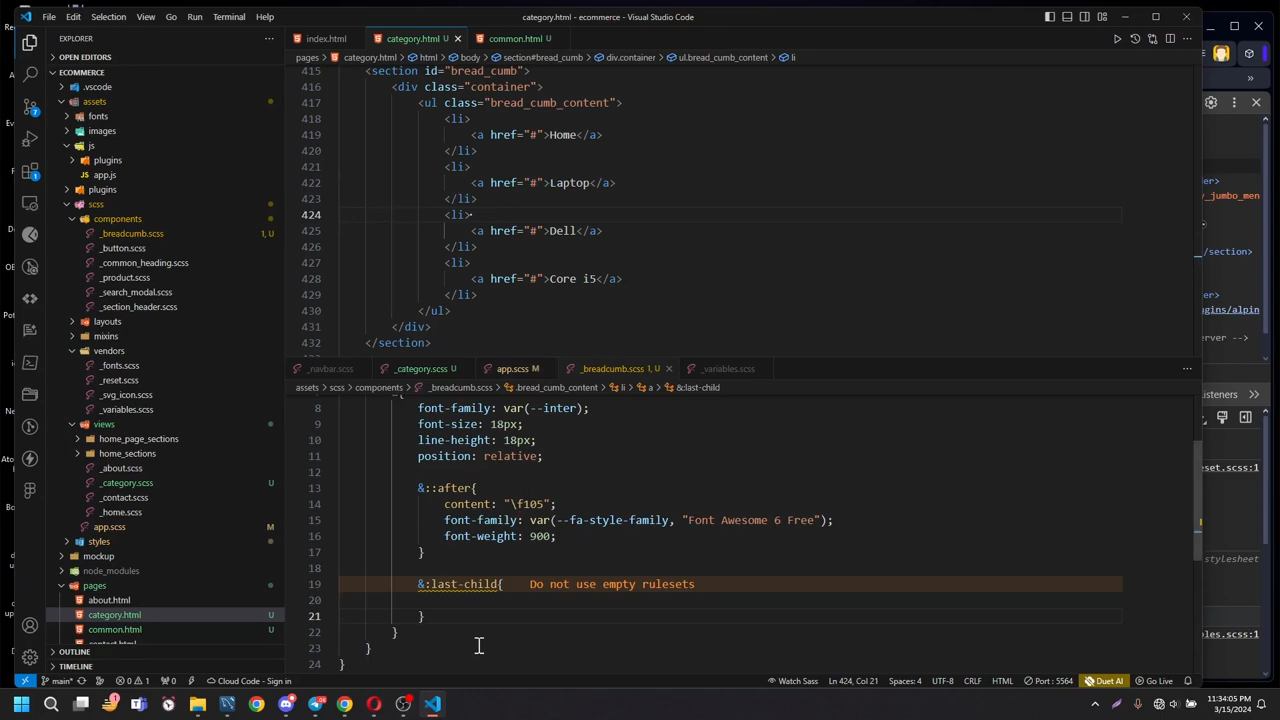 File Edit Selection View Go Run Terminal Help
category.html - ecommerce - Visual Studio Code
EXPLORER
OPEN EDITORS
ECOMMERCE
.vscode
assets
fonts
images
js
plugins
app.js
plugins
scss
components
_breadcumb.scss 1, U
_button.scss
_common_heading.scss
_product.scss
_search_modal.scss
_section_header.scss
layouts
mixins
vendors
_fonts.scss
_reset.scss
_svg_icon.scss
_variables.scss
views
home_page_sections
home_sections
_about.scss
_category.scss U
_contact.scss
_home.scss
app.scss M
styles
mockup
node_modules
pages
about.html
category.html U
common.html U
OUTLINE
TIMELINE
index.html category.html U common.html U
pages category.html html body section#bread_cumb div.container ul.bread_cumb_content li
415 <section id="bread_cumb">
416 <div class="container">
417 <ul class="bread_cumb_content">
418 <li>
419 <a href="#">Home</a>
420 </li>
421 <li>
422 <a href="#">Laptop</a>
423 </li>
424 <li>
425 <a href="#">Dell</a>
426 </li>
427 <li>
428 <a href="#">Core i5</a>
429 </li>
430 </ul>
431 </div>
432 </section>
_navbar.scss _category.scss U app.scss M _breadcumb.scss 1, U _variables.scss
assets scss components _breadcumb.scss .bread_cumb_content li a &:last-child
8 font-family: var(--inter);
9 font-size: 18px;
10 line-height: 18px;
11 position: relative;
12
13 &::after{
14 content: "\f105";
15 font-family: var(--fa-style-family, "Font Awesome 6 Free");
16 font-weight: 900;
17 }
18
19 &:last-child{ Do not use empty rulesets
20
21 }
22 }
23 }
24 }
main* 0 1 0 Cloud Code - Sign in
Watch Sass Ln 424, Col 21 Spaces: 4 UTF-8 CRLF HTML Port : 5564 Duet AI Go Live
11:34:05 PM
3/15/2024